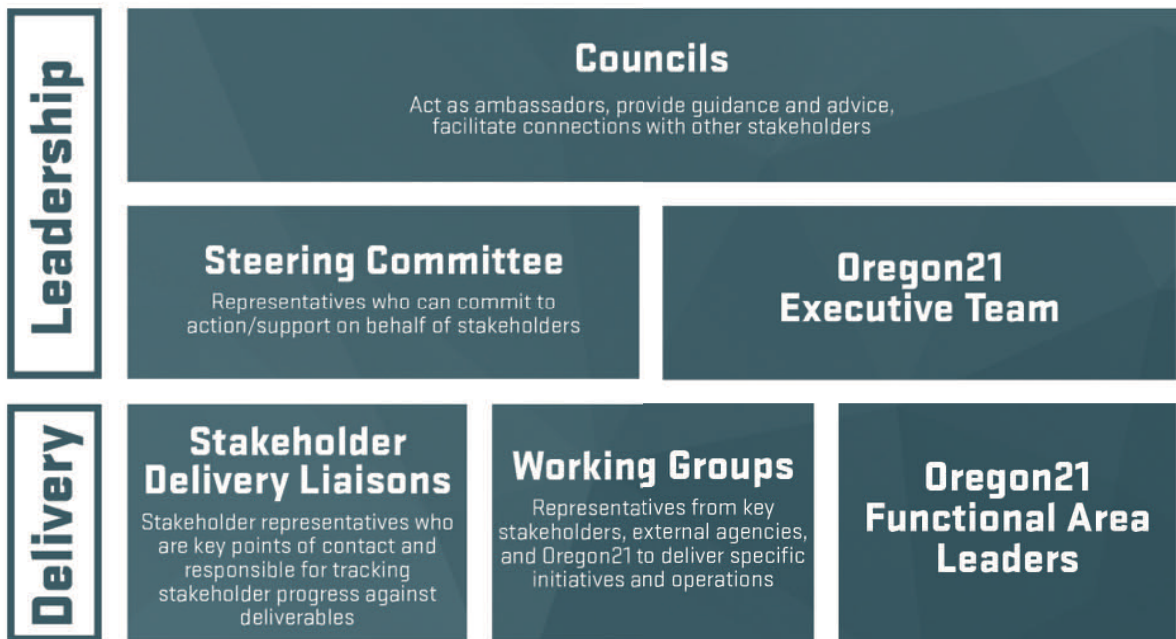 Leadership
Councils
Act as ambassadors, provide guidance and advice,
facilitate connections with other stakeholders
Steering Committee
Representatives who can commit to
action/support on behalf of stakeholders
Oregon21
Executive Team
Delivery
Stakeholder
Delivery Liaisons
Stakeholder representatives who
are key points of contact and
responsible for tracking
stakeholder progress against
deliverables
Working Groups
Representatives from key
stakeholders, external agencies,
and Oregon21 to deliver specific
initiatives and operations
Oregon21
Functional Area
Leaders